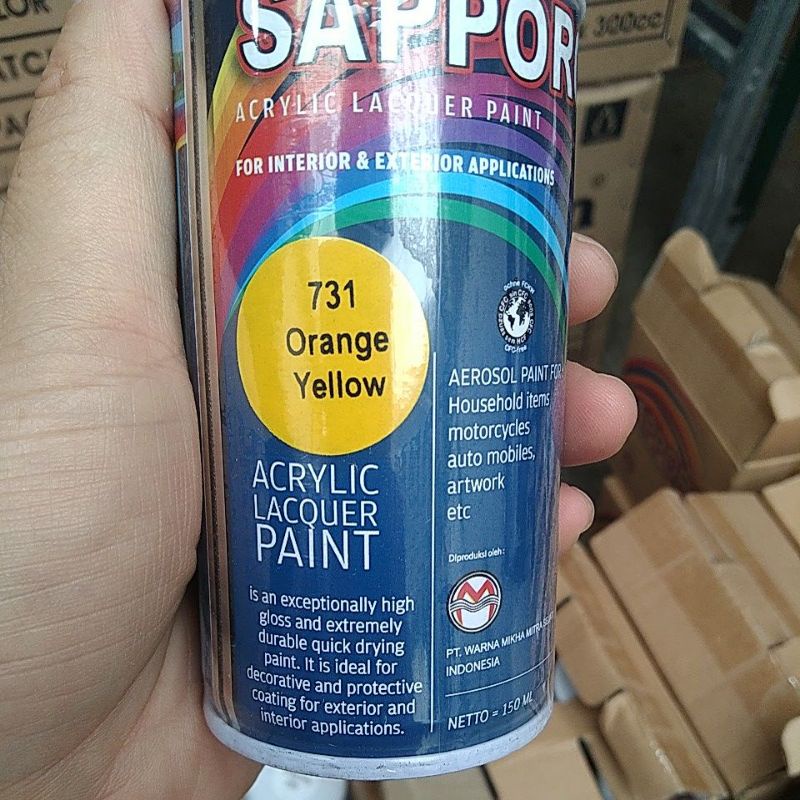 SAPPOR
ACRYLIC LACQUER PAINT
FOR INTERIOR & EXTERIOR APPLICATIONS
731
Orange
Yellow
ACRYLIC
LACQUER
PAINT
is an exceptionally high
gloss and extremely
durable quick drying
paint. It is ideal for
decorative and protective
coating for exterior and
interior applications.
AEROSOL PAINT FOR
Household items
motorcycles
auto mobiles,
artwork
etc
Diproduksi oleh :
PT. WARNA MIKHA MITRA
INDONESIA
NETTO = 150 ML
300cc